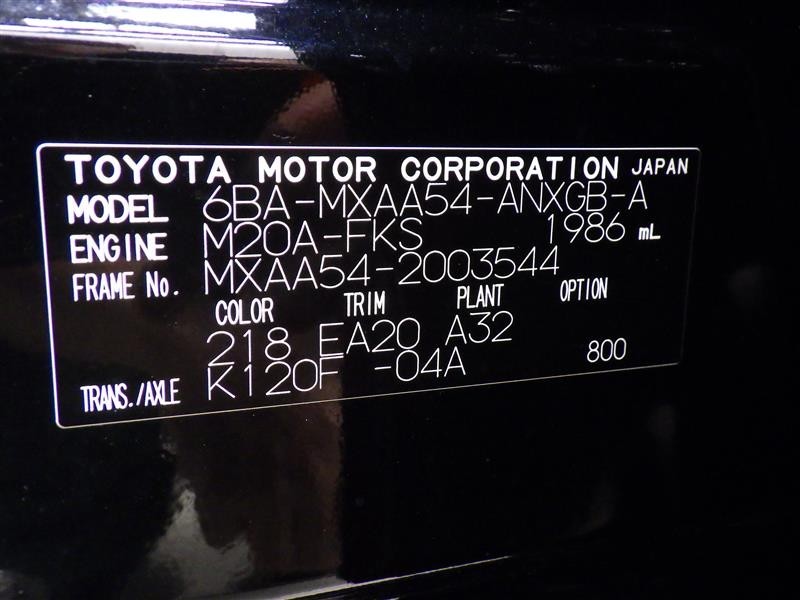 TOYOTA MOTOR CORPORATION JAPAN
MODEL 6BA-MXAA54-ANXGB-A
ENGINE M20A-FKS 1986 mL
FRAME No. MXAA54-2003544
COLOR TRIM PLANT OPTION
218 EA20 A32
TRANS./AXLE K120F -04A 800